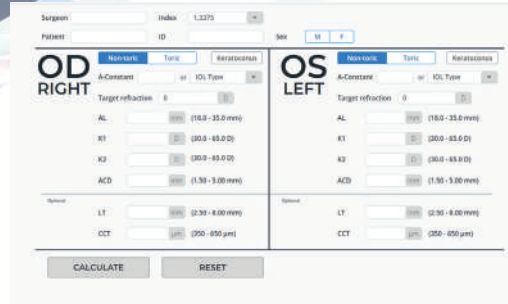 Surgeon Index 1.3375
Patient ID Sex M F
OD RIGHT
Non-toric Toric Keratoconus
A-Constant or IOL Type
Target refraction 0 D
AL mm (16.0 - 35.0 mm)
K1 D (30.0 - 65.0 D)
K2 D (30.0 - 65.0 D)
ACD mm (1.50 - 5.00 mm)
Optional
LT mm (2.50 - 8.00 mm)
CCT µm (350 - 650 µm)
OS LEFT
Non-toric Toric Keratoconus
A-Constant or IOL Type
Target refraction 0 D
AL mm (16.0 - 35.0 mm)
K1 D (30.0 - 65.0 D)
K2 D (30.0 - 65.0 D)
ACD mm (1.50 - 5.00 mm)
Optional
LT mm (2.50 - 8.00 mm)
CCT µm (350 - 650 µm)
CALCULATE RESET